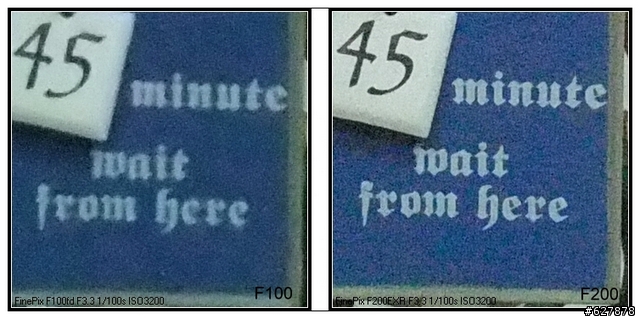 45
minute
wait
from here
FinePix F100fd F3.3 1/100s ISO3200
F100
45
minute
wait
from here
FinePix F200EXR F3.3 1/100s ISO3200
F200
#627878